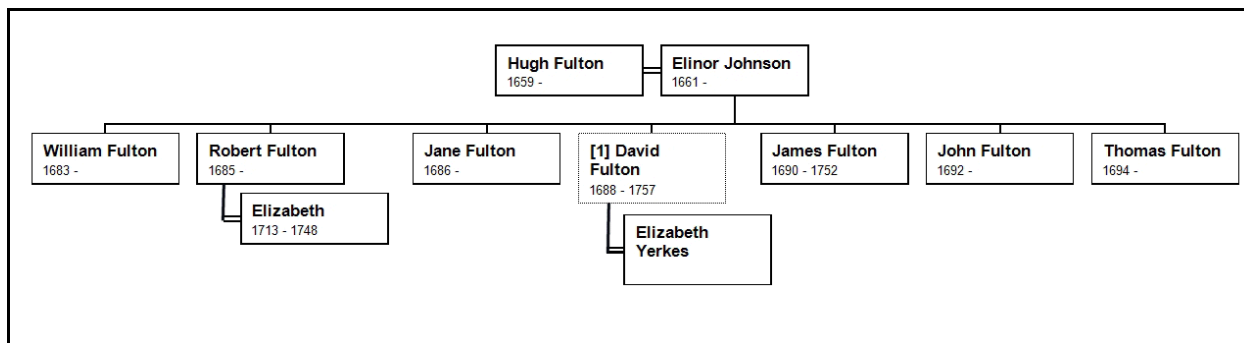 Hugh Fulton
1659 -
Elinor Johnson
1661 -
William Fulton
1683 -
Robert Fulton
1685 -
Jane Fulton
1686 -
[1] David
Fulton
1688 - 1757
James Fulton
1690 - 1752
John Fulton
1692 -
Thomas Fulton
1694 -
Elizabeth
1713 - 1748
Elizabeth
Yerkes